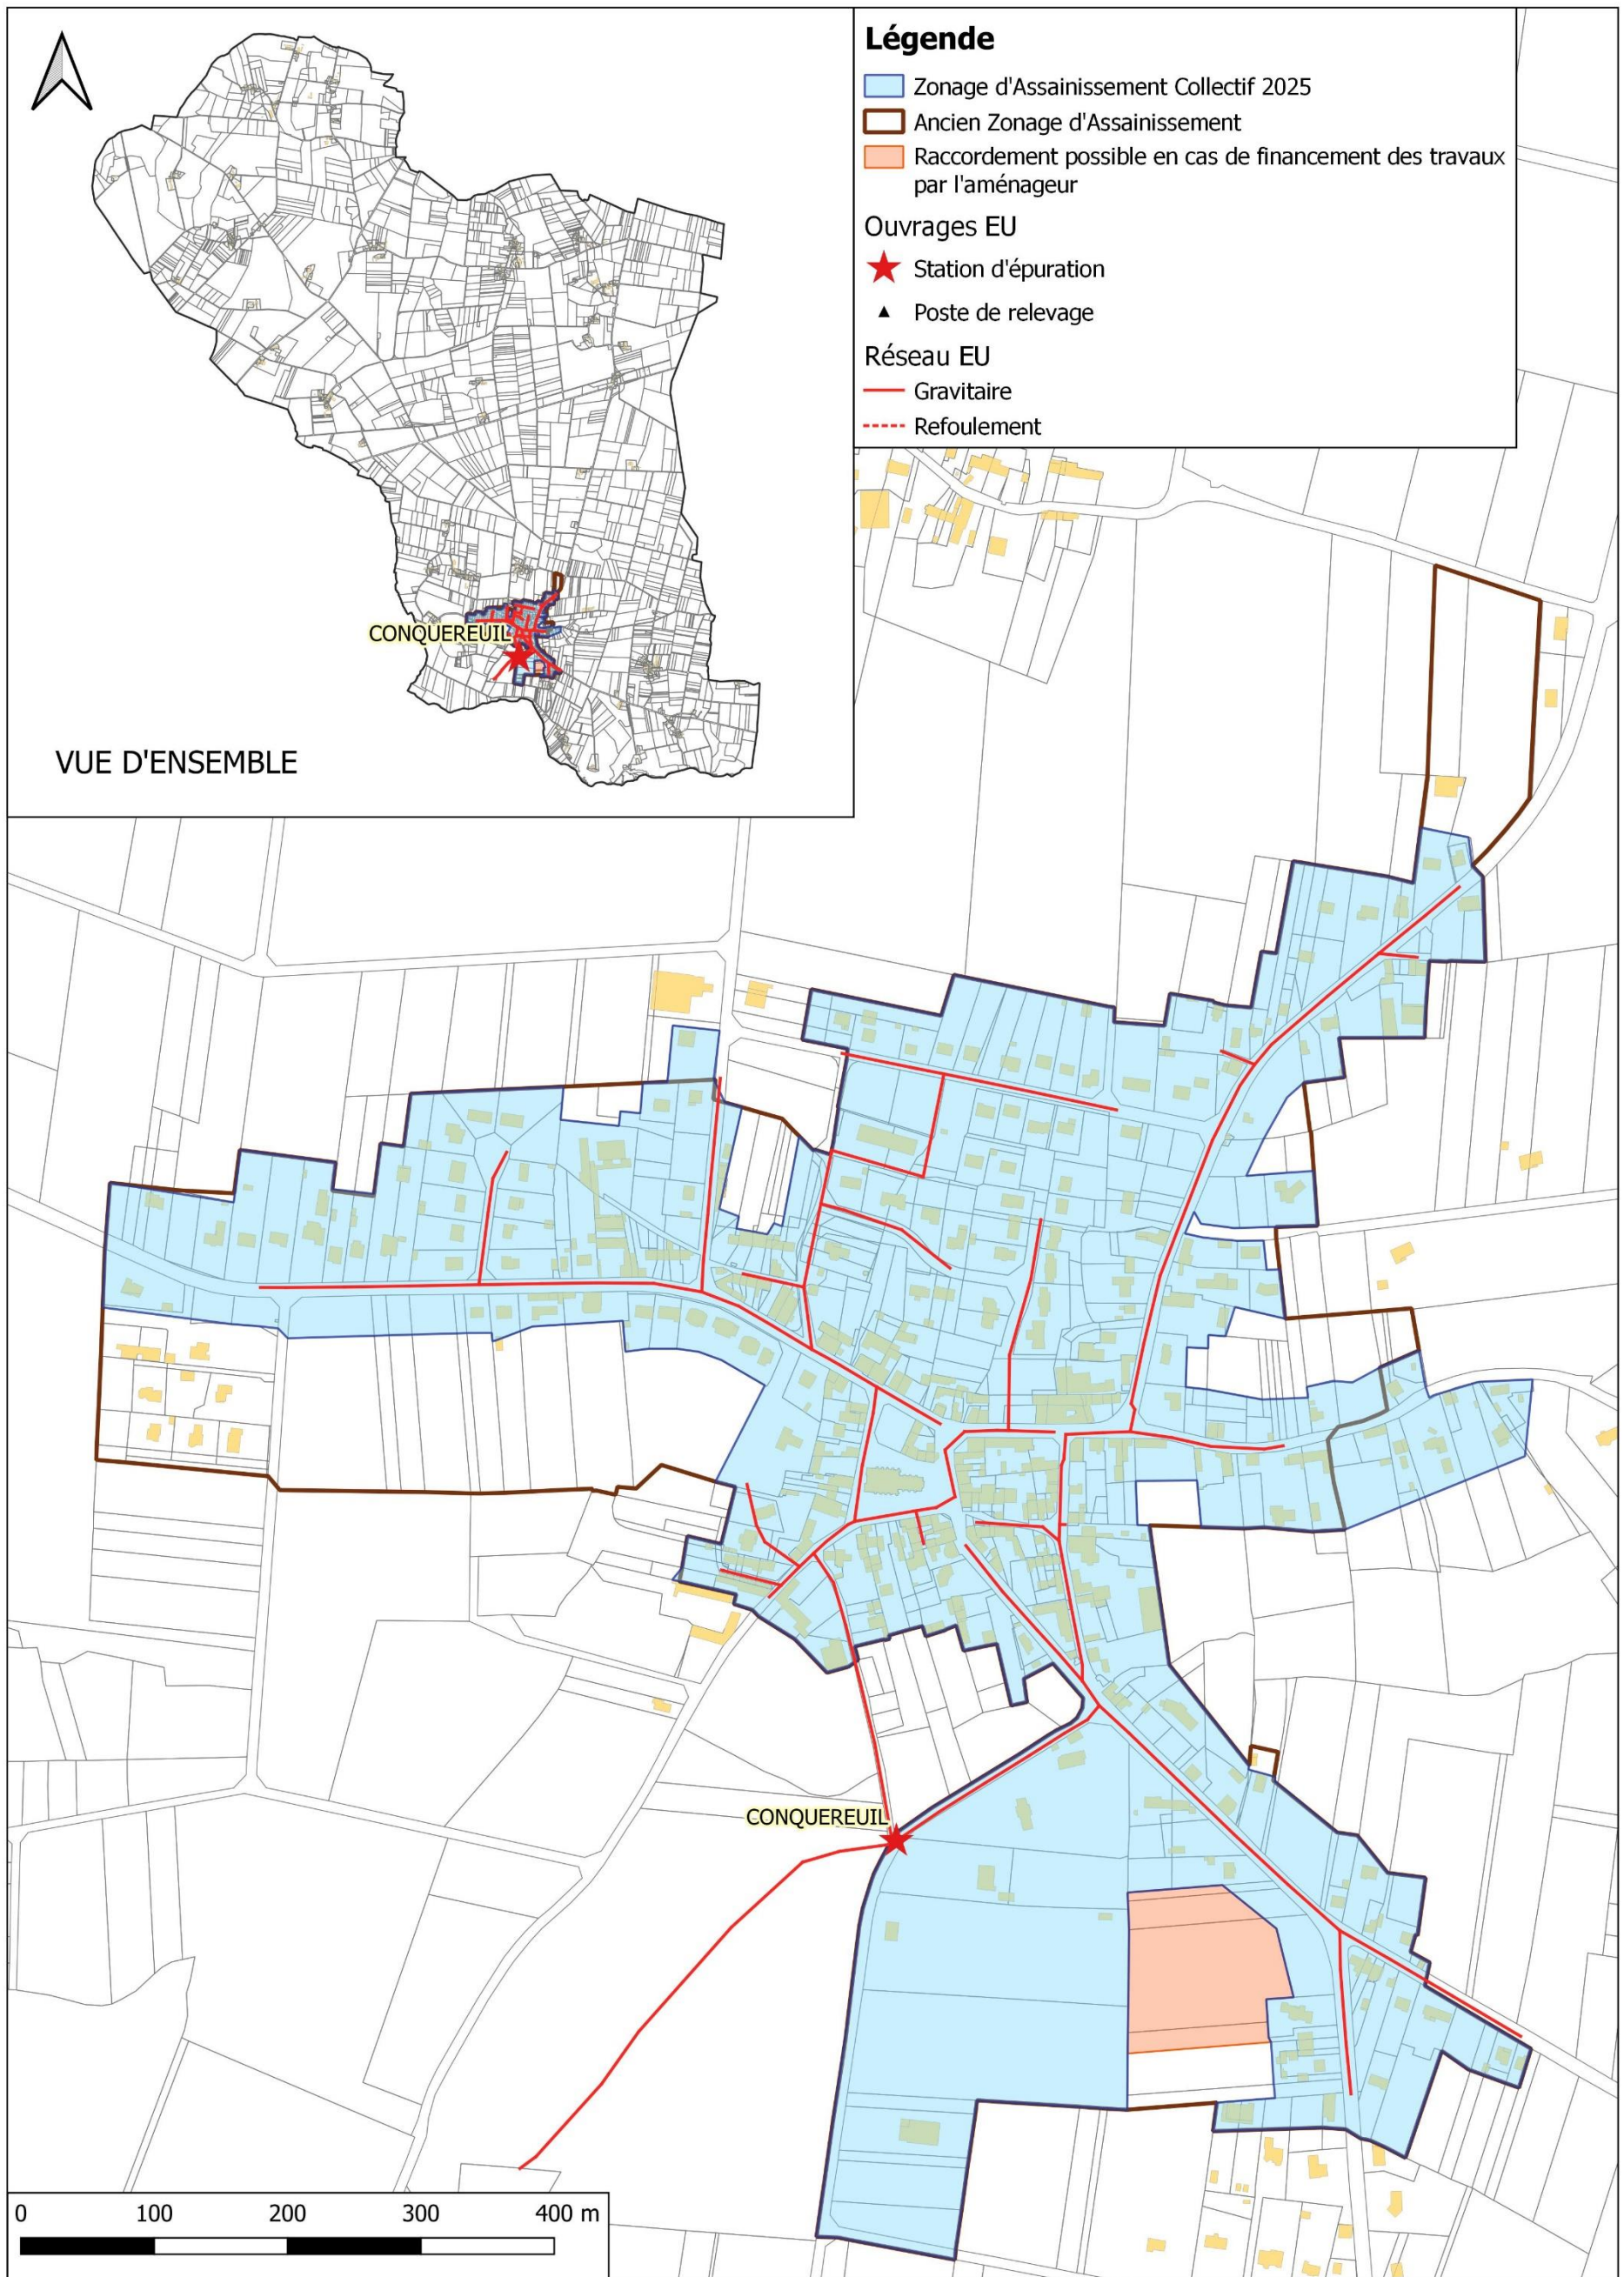 Légende
Zonage d'Assainissement Collectif 2025
Ancien Zonage d'Assainissement
Raccordement possible en cas de financement des travaux
par l'aménageur
Ouvrages EU
Station d'épuration
Poste de relevage
Réseau EU
Gravitaire
Refoulement
CONQUEREUIL
VUE D'ENSEMBLE
CONQUEREUIL
0 100 200 300 400 m